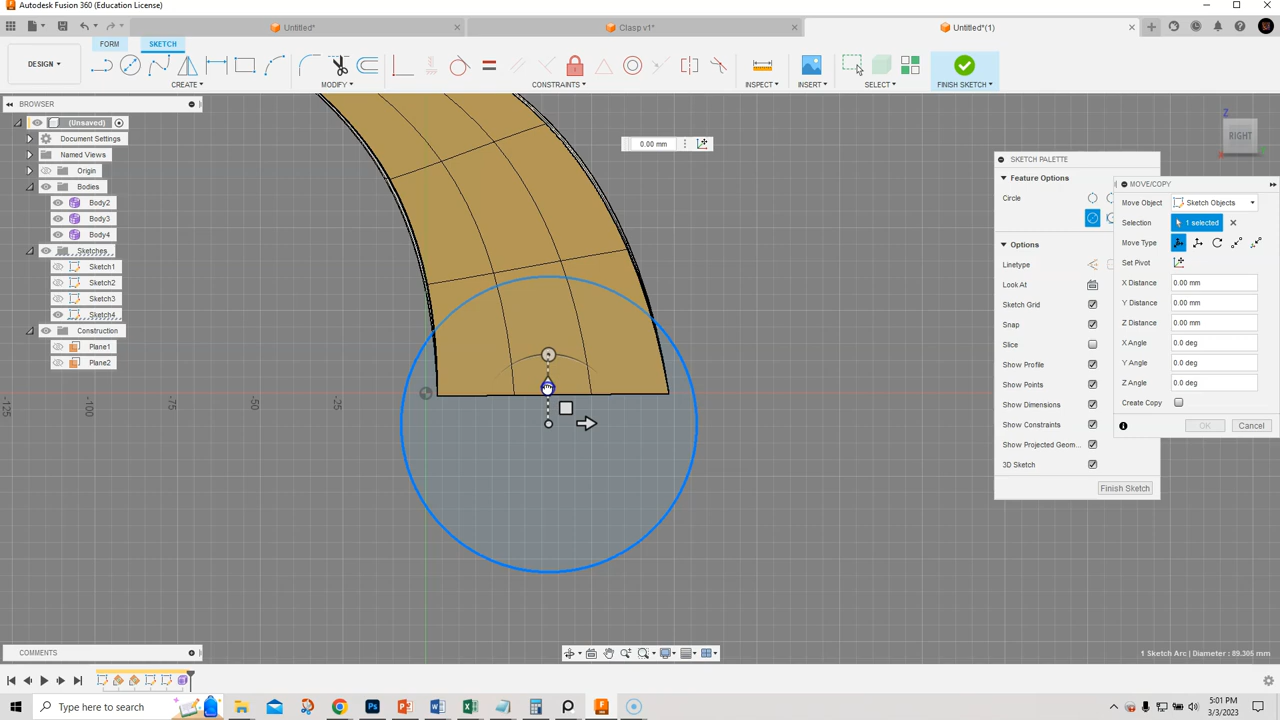 Autodesk Fusion 360 (Education License)
Untitled*
Clasp v1*
Untitled*(1)
FORM
SKETCH
DESIGN
CREATE
MODIFY
CONSTRAINTS
INSPECT
INSERT
SELECT
FINISH SKETCH
BROWSER
(Unsaved)
Document Settings
Named Views
Origin
Bodies
Body2
Body3
Body4
Sketches
Sketch1
Sketch2
Sketch3
Sketch4
Construction
Plane1
Plane2
0.00 mm
Z
RIGHT
SKETCH PALETTE
Feature Options
Circle
Options
Linetype
Look At
Sketch Grid
Snap
Slice
Show Profile
Show Points
Show Dimensions
Show Constraints
Show Projected Geom...
3D Sketch
Finish Sketch
MOVE/COPY
Move Object Sketch Objects
Selection 1 selected
Move Type
Set Pivot
X Distance 0.00 mm
Y Distance 0.00 mm
Z Distance 0.00 mm
X Angle 0.0 deg
Y Angle 0.0 deg
Z Angle 0.0 deg
Create Copy
OK Cancel
-125
-100
-75
-50
-25
COMMENTS
1 Sketch Arc | Diameter : 89.305 mm
Type here to search
5:01 PM
3/3/2023